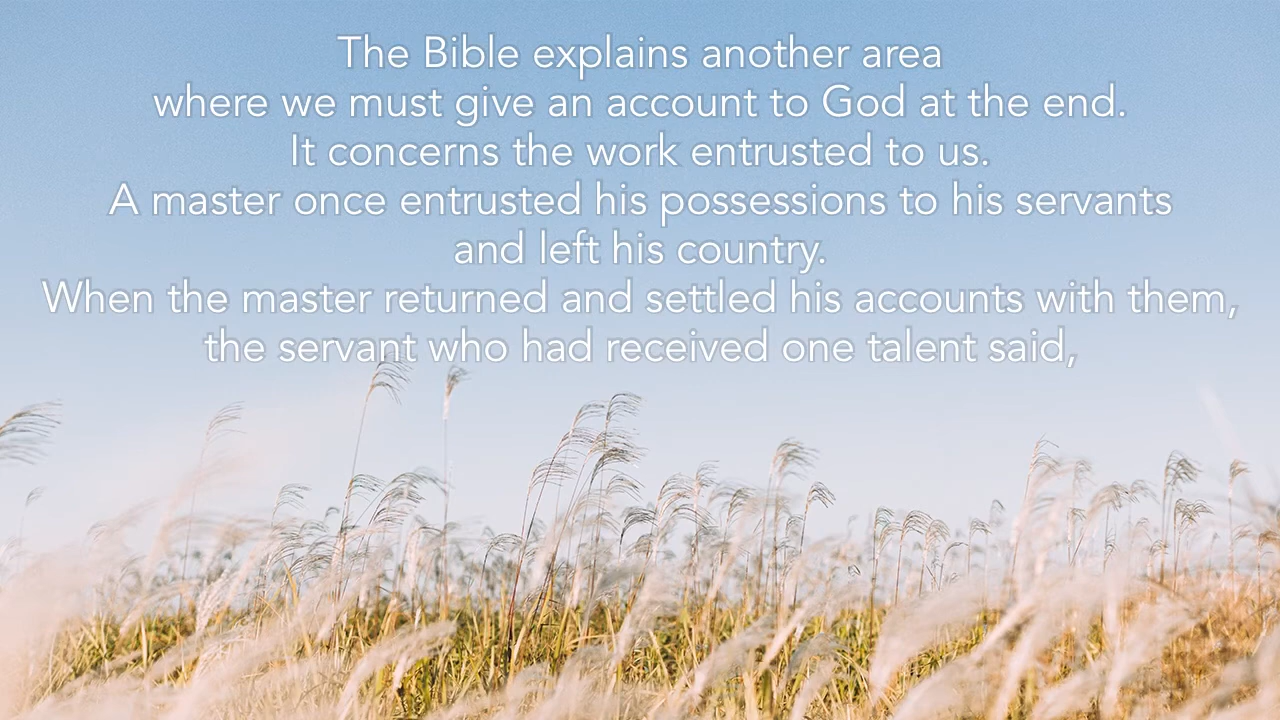 The Bible explains another area
where we must give an account to God at the end.
It concerns the work entrusted to us.
A master once entrusted his possessions to his servants
and left his country.
When the master returned and settled his accounts with them,
the servant who had received one talent said,